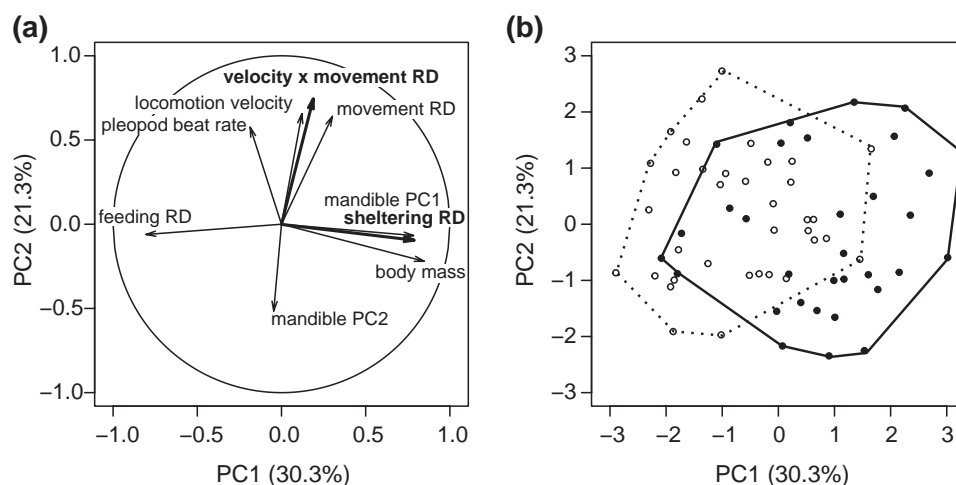 (a)
1.0
0.5
0.0
−0.5
−1.0
PC2 (21.3%)
velocity x movement RD
locomotion velocity
movement RD
pleopod beat rate
mandible PC1
feeding RD
sheltering RD
body mass
mandible PC2
−1.0 −0.5 0.0 0.5 1.0
PC1 (30.3%)
(b)
3
2
1
0
−1
−2
−3
PC2 (21.3%)
−3 −2 −1 0 1 2 3
PC1 (30.3%)